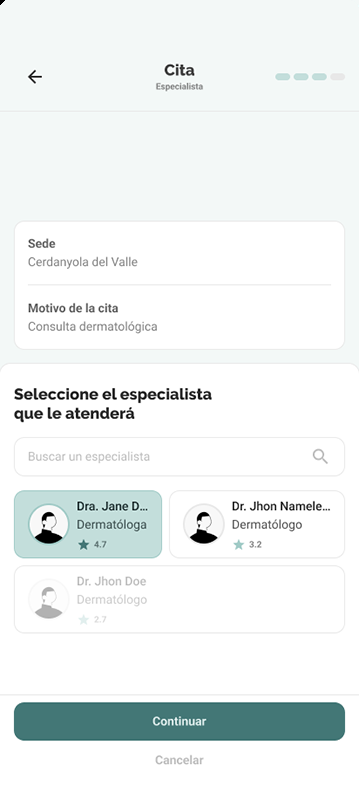 Cita
Especialista
Sede
Cerdanyola del Valle
Motivo de la cita
Consulta dermatológica
Seleccione el especialista
que le atenderá
Buscar un especialista
Dra. Jane D...
Dermatóloga
4.7
Dr. Jhon Namele...
Dermatólogo
3.2
Dr. Jhon Doe
Dermatólogo
2.7
Continuar
Cancelar